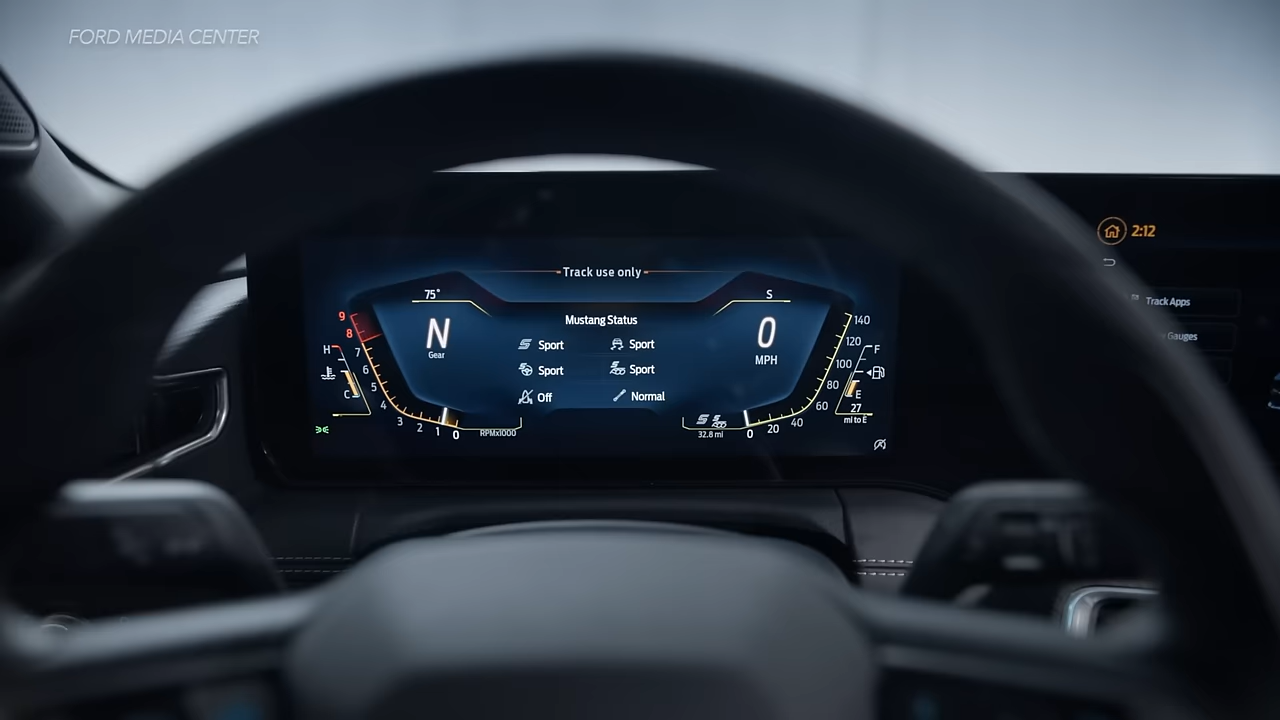 FORD MEDIA CENTER
2:12
Track use only
75°
S
Track Apps
Mustang Status
N
Gear
0
MPH
Sport
Sport
Sport
Sport
Off
Normal
9
8
7
6
5
4
3
2
1
0
RPMx1000
H
C
140
120
100
80
60
40
20
0
F
E
27
mi to E
32.8 mi
Gauges